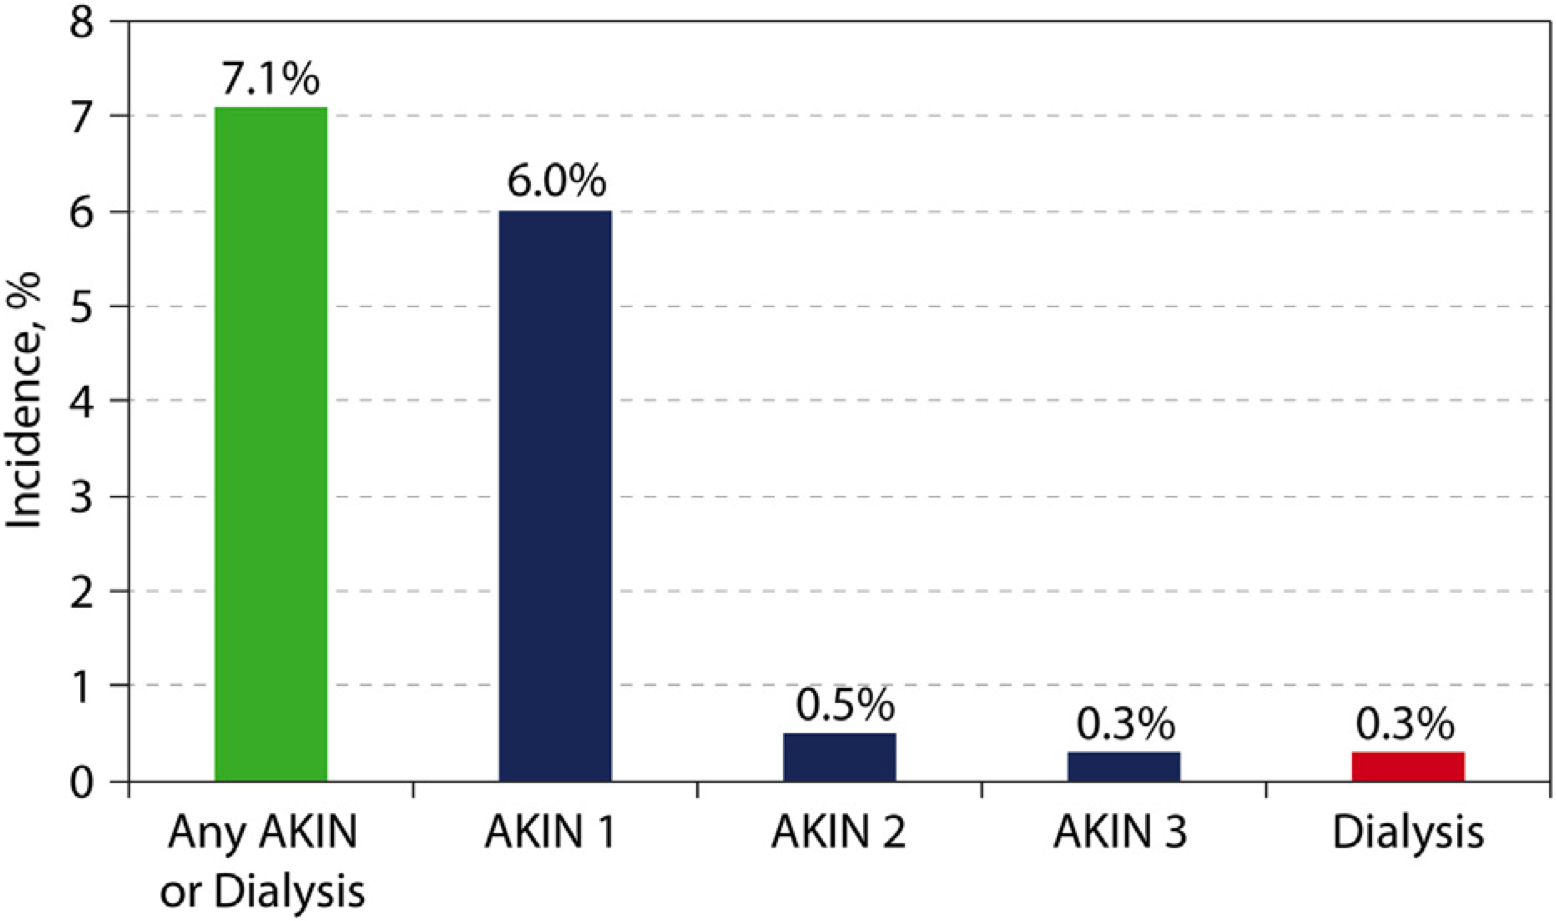 8
7
6
5
4
3
2
1
0
Incidence, %
7.1%
6.0%
0.5%
0.3%
0.3%
Any AKIN
or Dialysis
AKIN 1
AKIN 2
AKIN 3
Dialysis